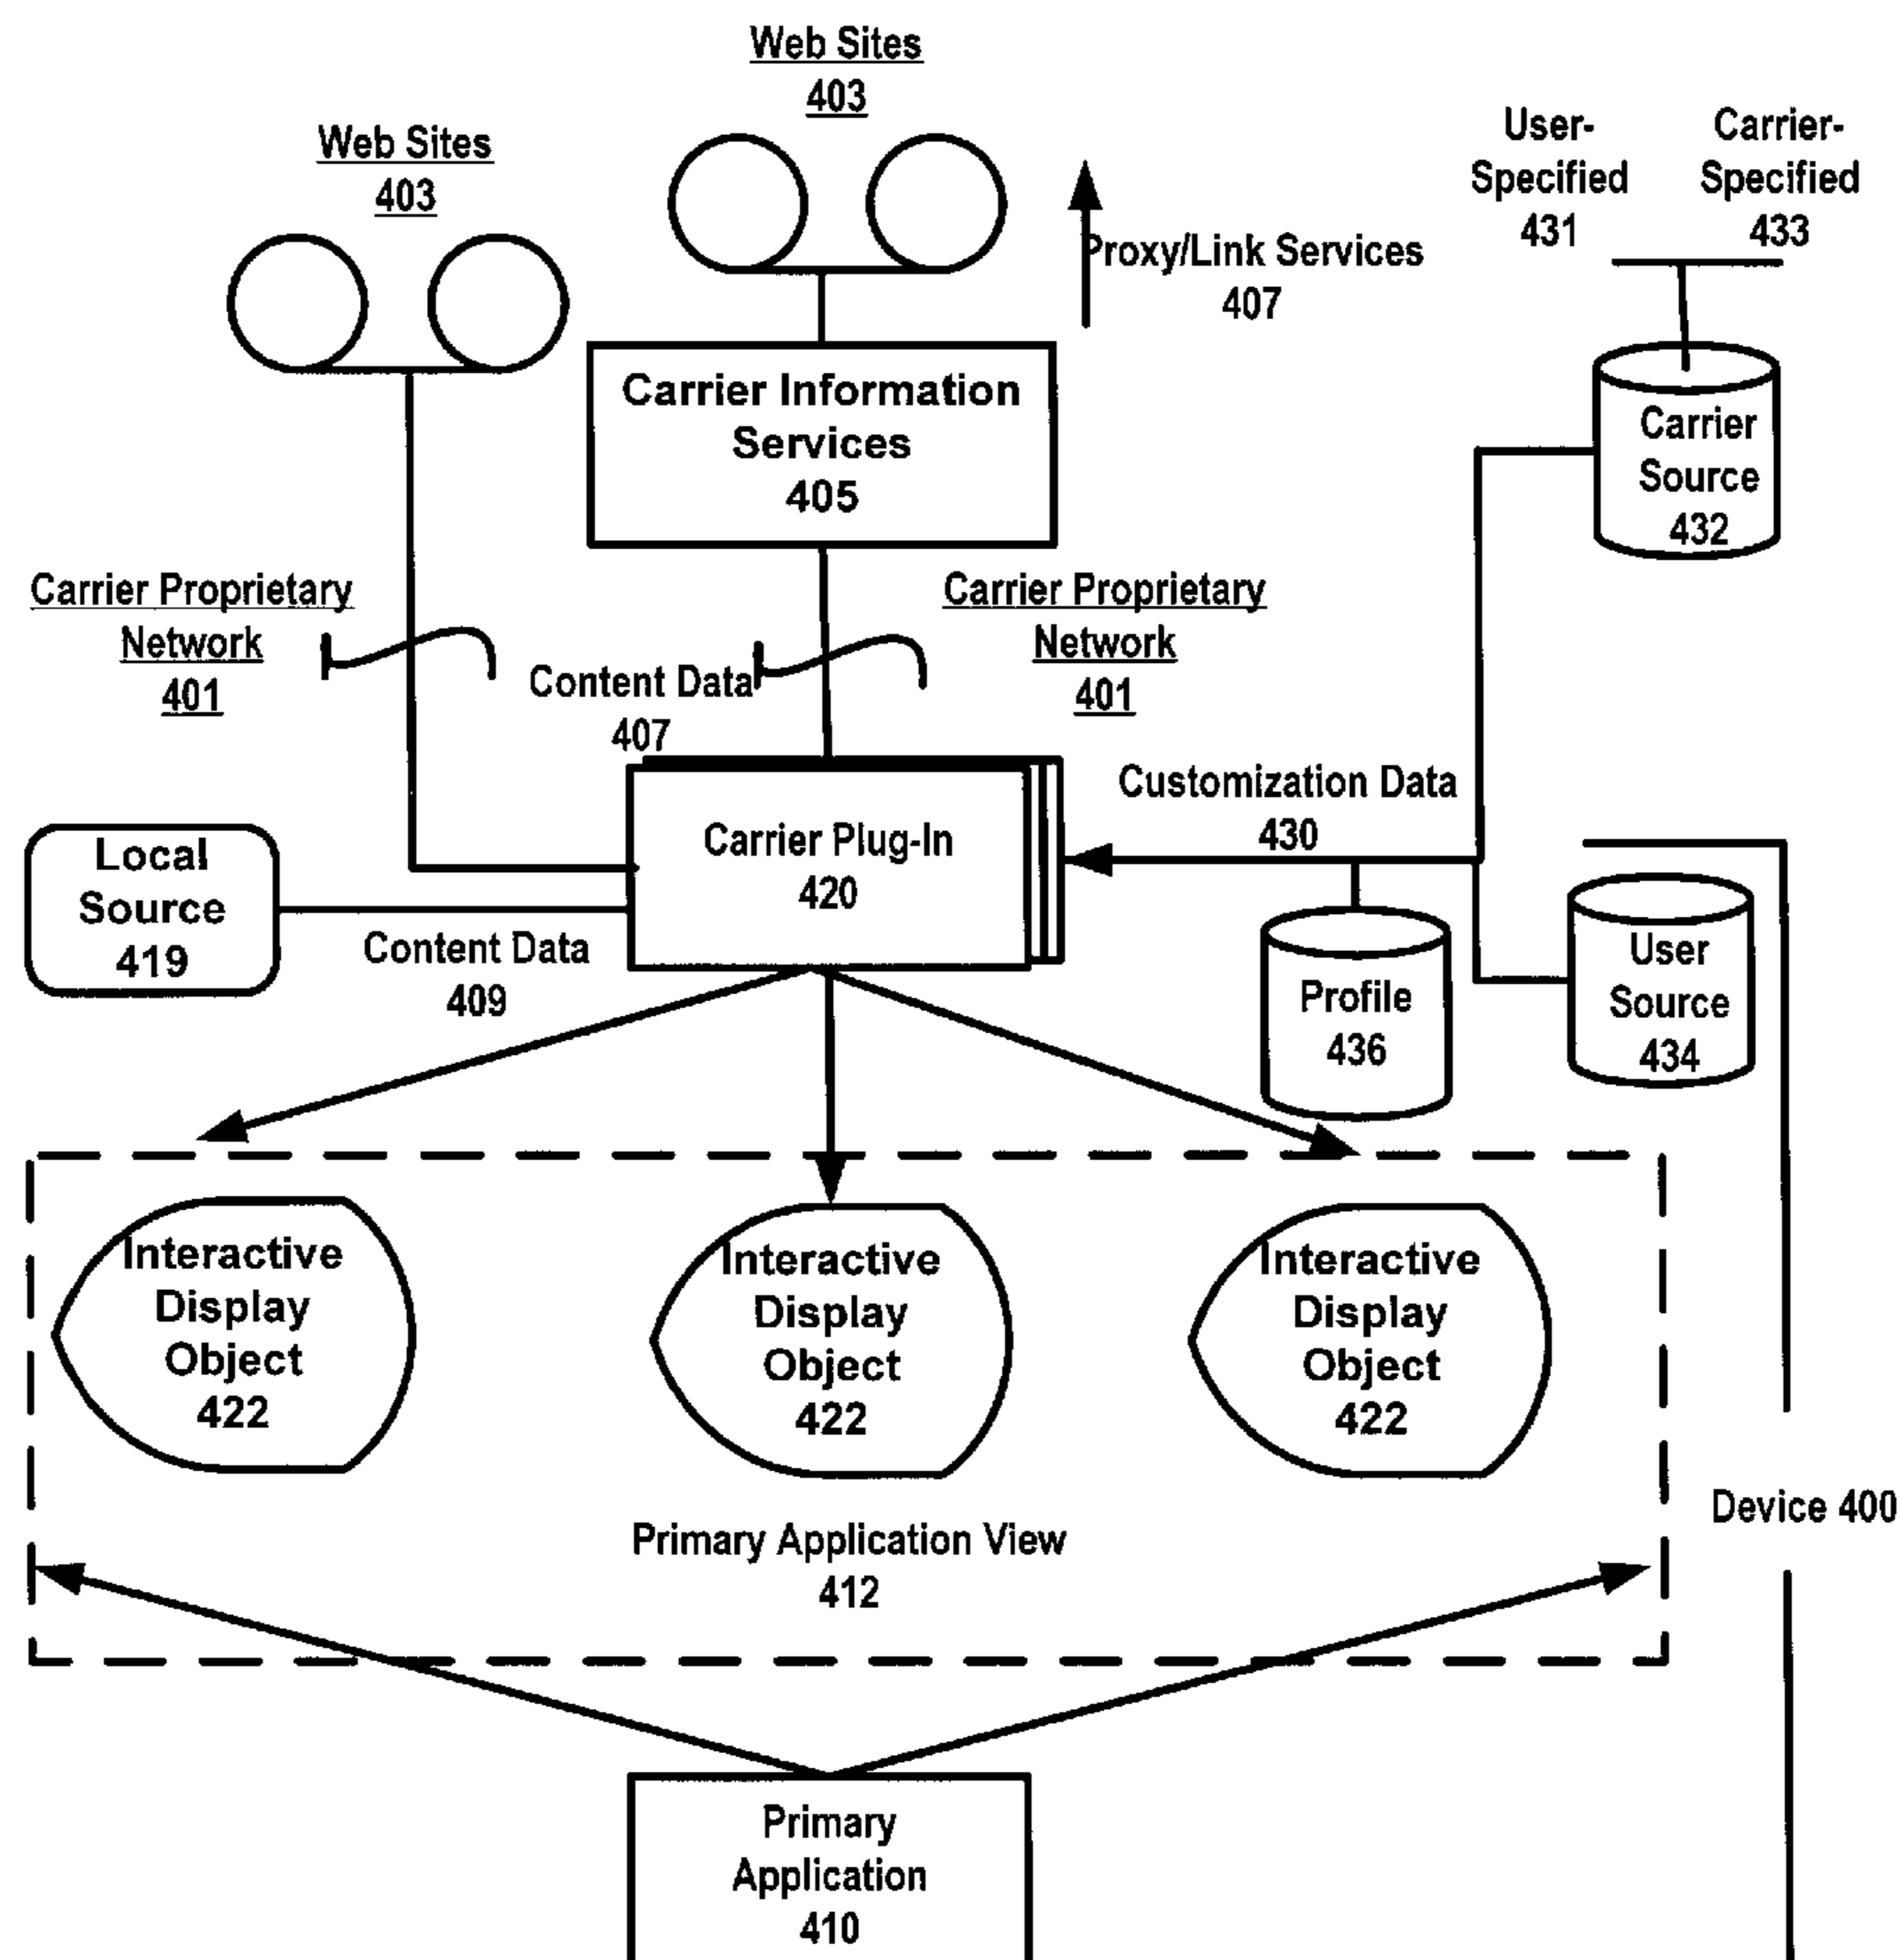 Web Sites
403
Web Sites
403
User-
Specified
431
Carrier-
Specified
433
Proxy/Link Services
407
Carrier Information
Services
405
Carrier
Source
432
Carrier Proprietary
Network
401
Carrier Proprietary
Network
401
Content Data
407
Customization Data
430
Carrier Plug-In
420
Local
Source
419
Content Data
409
Profile
436
User
Source
434
Interactive
Display
Object
422
Interactive
Display
Object
422
Interactive
Display
Object
422
Device 400
Primary Application View
412
Primary
Application
410